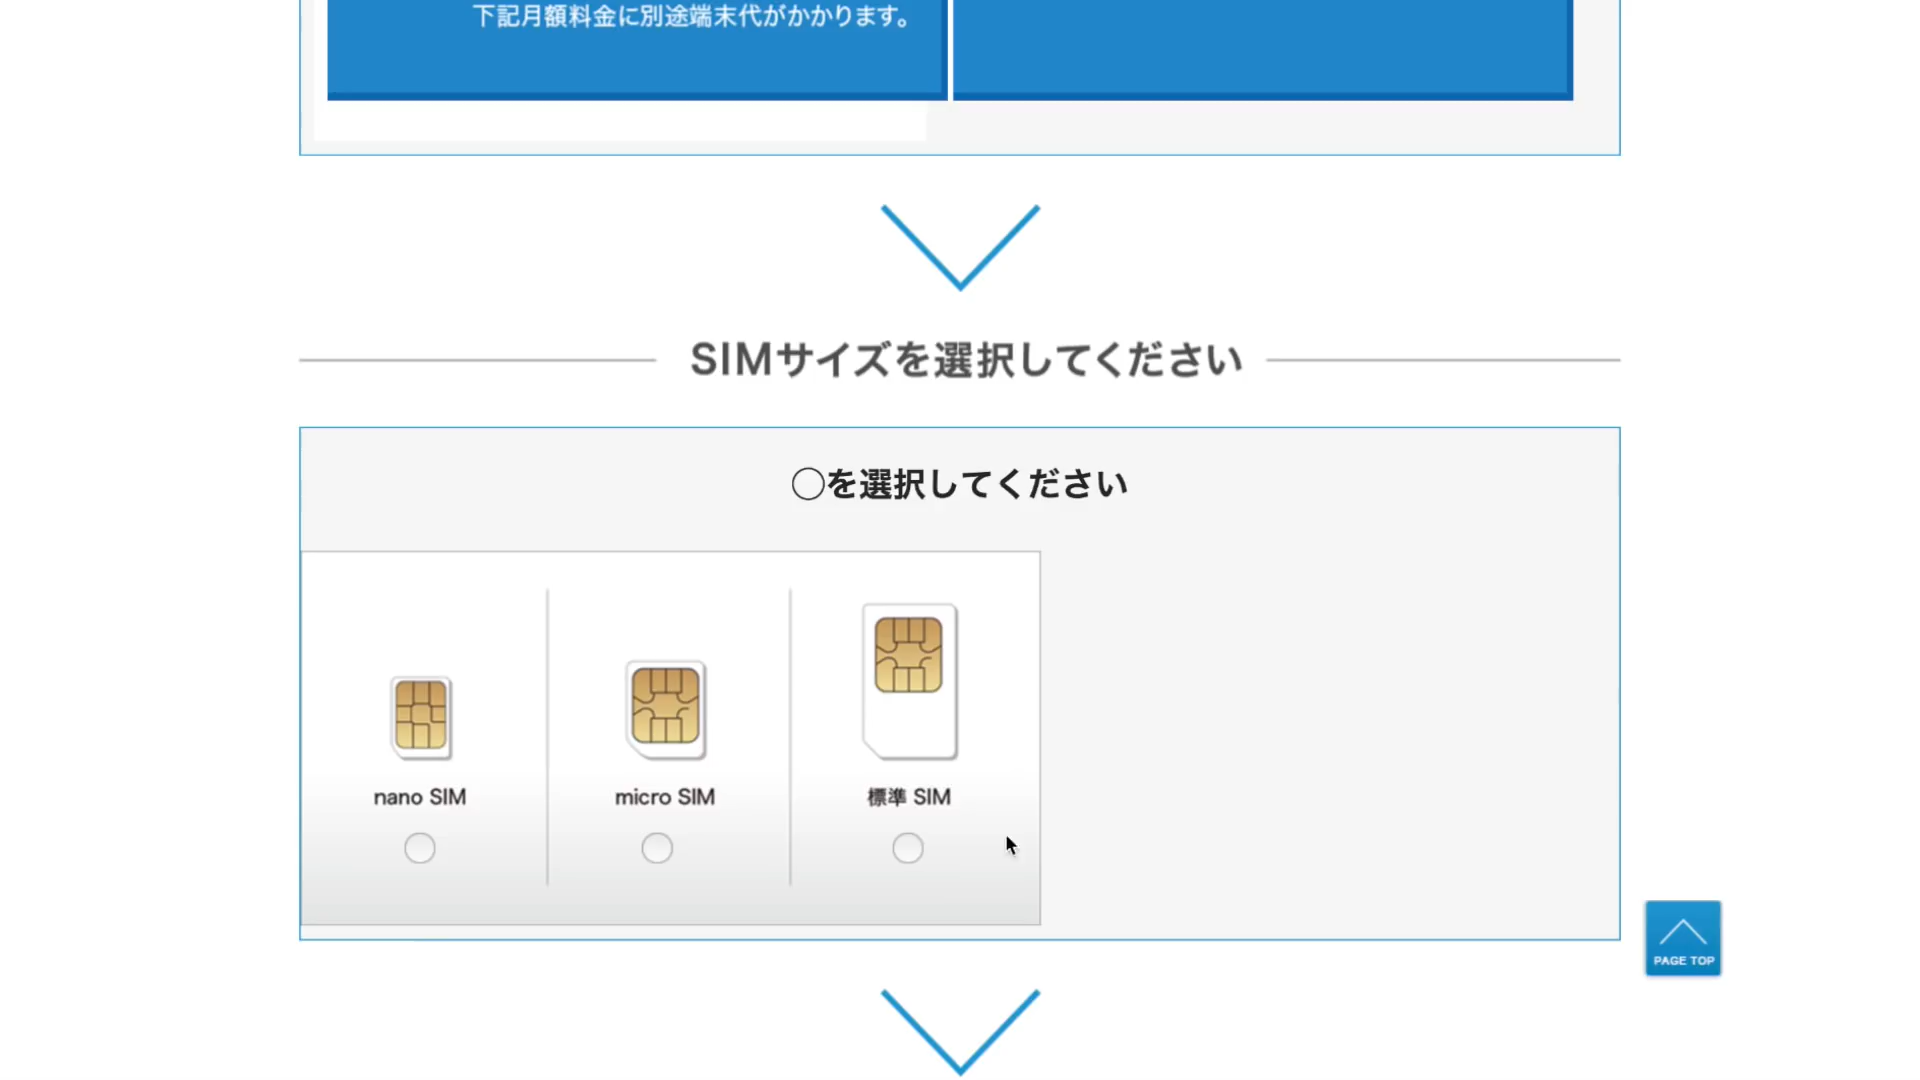 下記月額料金に別途端末代がかかります。
SIMサイズを選択してください
◯を選択してください
nano SIM
micro SIM
標準 SIM
PAGE TOP